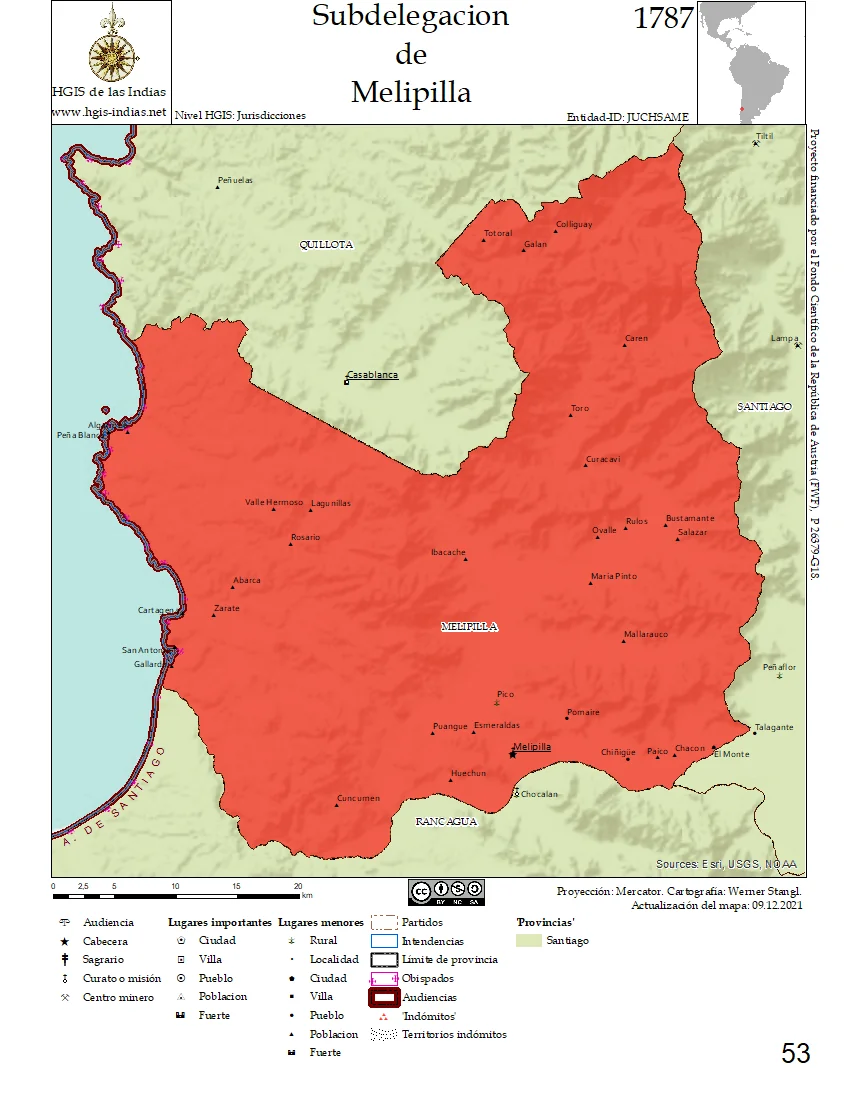 Subdelegacion
de
Melipilla
1787
HGIS de las Indias
www.hgis-indias.net
Nivel HGIS: Jurisdicciones
Entidad-ID: JUCHSAME
Tiltil
Peñuelas
Colliguay
Totoral
Galan
QUILLOTA
Caren
Lampa
Casablanca
SANTIAGO
Toro
Peña Blanca
Curacavi
Valle Hermoso
Lagunillas
Rulos
Bustamante
Ovalle
Salazar
Rosario
Ibacache
Abarca
Maria Pinto
Cartagena
Zarate
MELIPILLA
Mallarauco
San Antonio
Gallardo
Peñaflor
Pico
Pomaire
Puangue
Esmeraldas
Talagante
Melipilla
Chiñigüe
Paico
Chacon
El Monte
Huechun
Cuncumen
Chocalan
RANCAGUA
A. DE SANTIAGO
Sources: Esri, USGS, NOAA
Proyecto financiado por el Fondo Científico de la República de Austria (FWF), P 26379-G18.
0 2,5 5 10 15 20
km
cc
BY NC SA
Proyección: Mercator. Cartografía: Werner Stangl.
Actualización del mapa: 09.12.2021
Audiencia
Cabecera
Sagrario
Curato o misión
Centro minero
Lugares importantes
Ciudad
Villa
Pueblo
Poblacion
Fuerte
Lugares menores
Rural
Localidad
Ciudad
Villa
Pueblo
Poblacion
Fuerte
Partidos
Intendencias
Límite de provincia
Obispados
Audiencias
'Indómitos'
Territorios indómitos
'Provincias'
Santiago
53